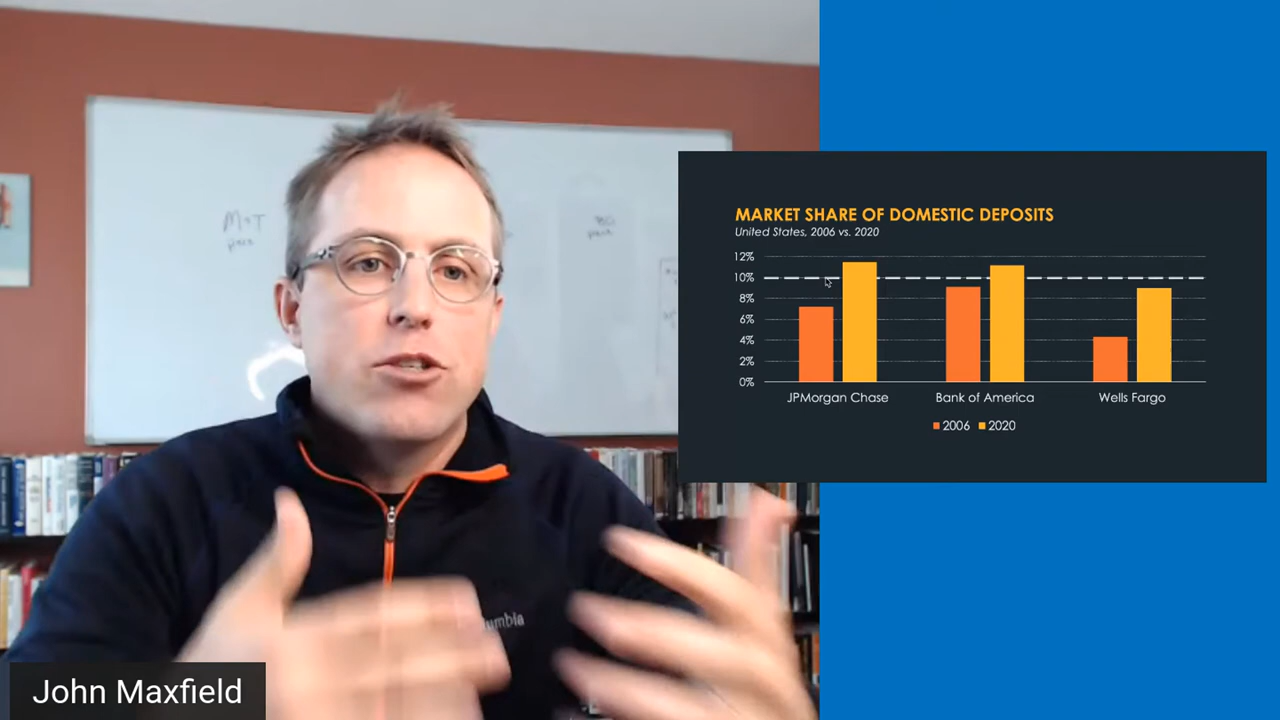 M+T
MARKET SHARE OF DOMESTIC DEPOSITS
United States, 2006 vs. 2020
12%
10%
8%
6%
4%
2%
0%
JPMorgan Chase
Bank of America
Wells Fargo
2006
2020
umbia
John Maxfield